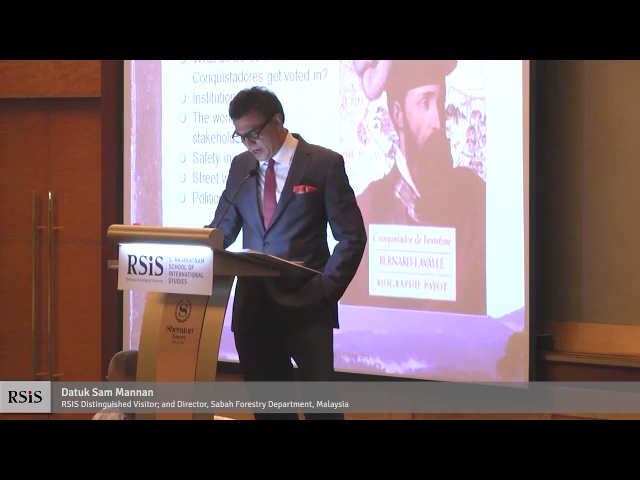 Conquistadores get voted in?
Institution
The wor
stakehold
Safety in
Street w
Politic
Conquistador de l'extrême
BERNARD LAVALLÉ
BIOGRAPHIE PAYOT
RSiS
S. RAJARATNAM
SCHOOL OF
INTERNATIONAL
STUDIES
Sheraton
RSiS
Datuk Sam Mannan
RSIS Distinguished Visitor; and Director, Sabah Forestry Department, Malaysia